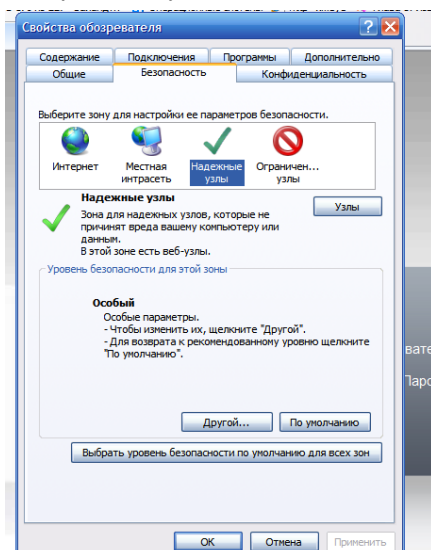 Свойства обозревателя
Содержание Подключения Программы Дополнительно
Общие Безопасность Конфиденциальность
Выберите зону для настройки ее параметров безопасности.
Интернет Местная интрасеть Надежные узлы Ограничен... узлы
Надежные узлы
Узлы
Зона для надежных узлов, которые не
причинят вреда вашему компьютеру или
данным.
В этой зоне есть веб-узлы.
Уровень безопасности для этой зоны
Особый
Особые параметры.
- Чтобы изменить их, щелкните "Другой".
- Для возврата к рекомендованному уровню щелкните
"По умолчанию".
Другой... По умолчанию
Выбрать уровень безопасности по умолчанию для всех зон
OK Отмена Применить